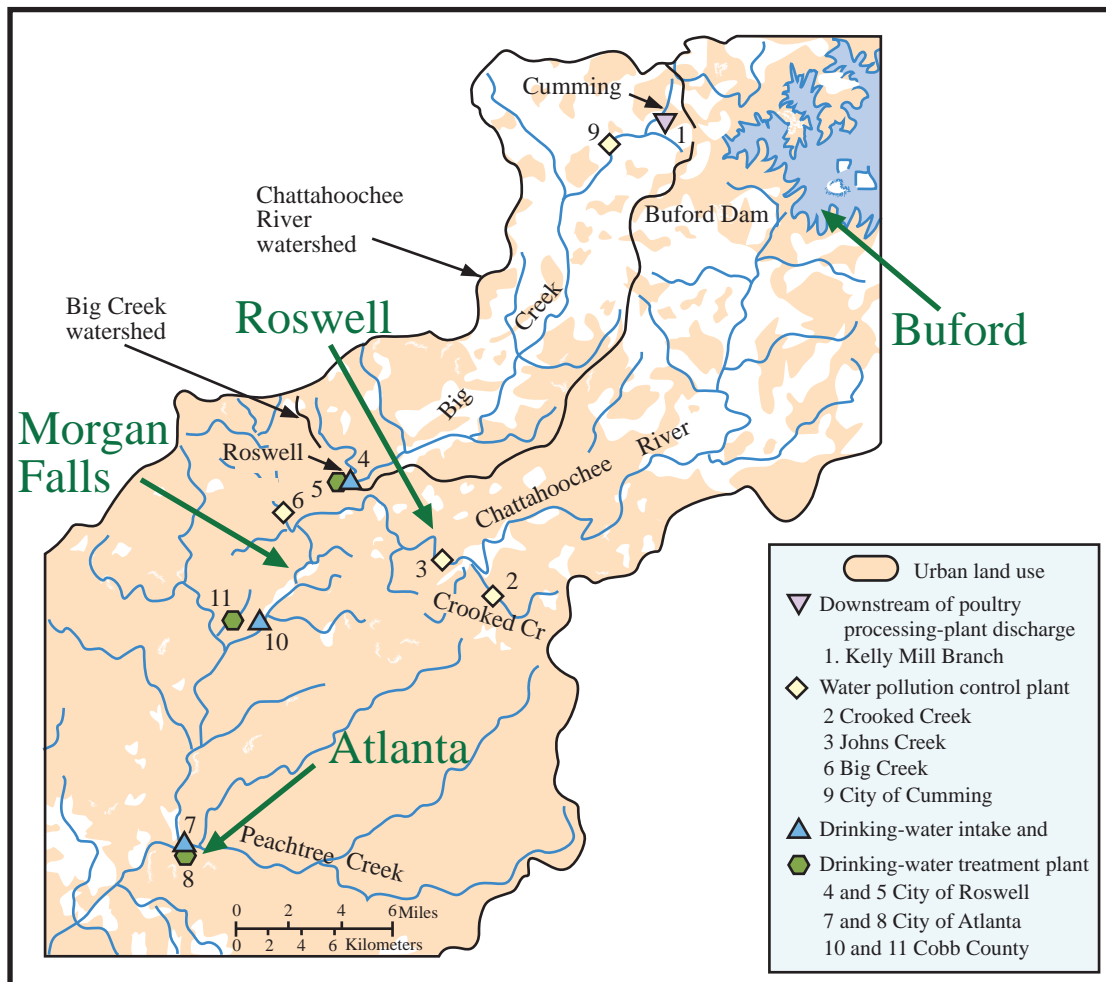 Cumming
9
1
Chattahoochee
River
watershed
Buford Dam
Big Creek
watershed
Roswell
Creek
Buford
Big
Morgan
Falls
Roswell
4
5
River
Chattahoochee
6
3
2
Crooked Cr
11
10
Atlanta
7
8
Peachtree Creek
0 2 4 6 Miles
0 2 4 6 Kilometers
Urban land use
Downstream of poultry
processing-plant discharge
1. Kelly Mill Branch
Water pollution control plant
2 Crooked Creek
3 Johns Creek
6 Big Creek
9 City of Cumming
Drinking-water intake and
Drinking-water treatment plant
4 and 5 City of Roswell
7 and 8 City of Atlanta
10 and 11 Cobb County